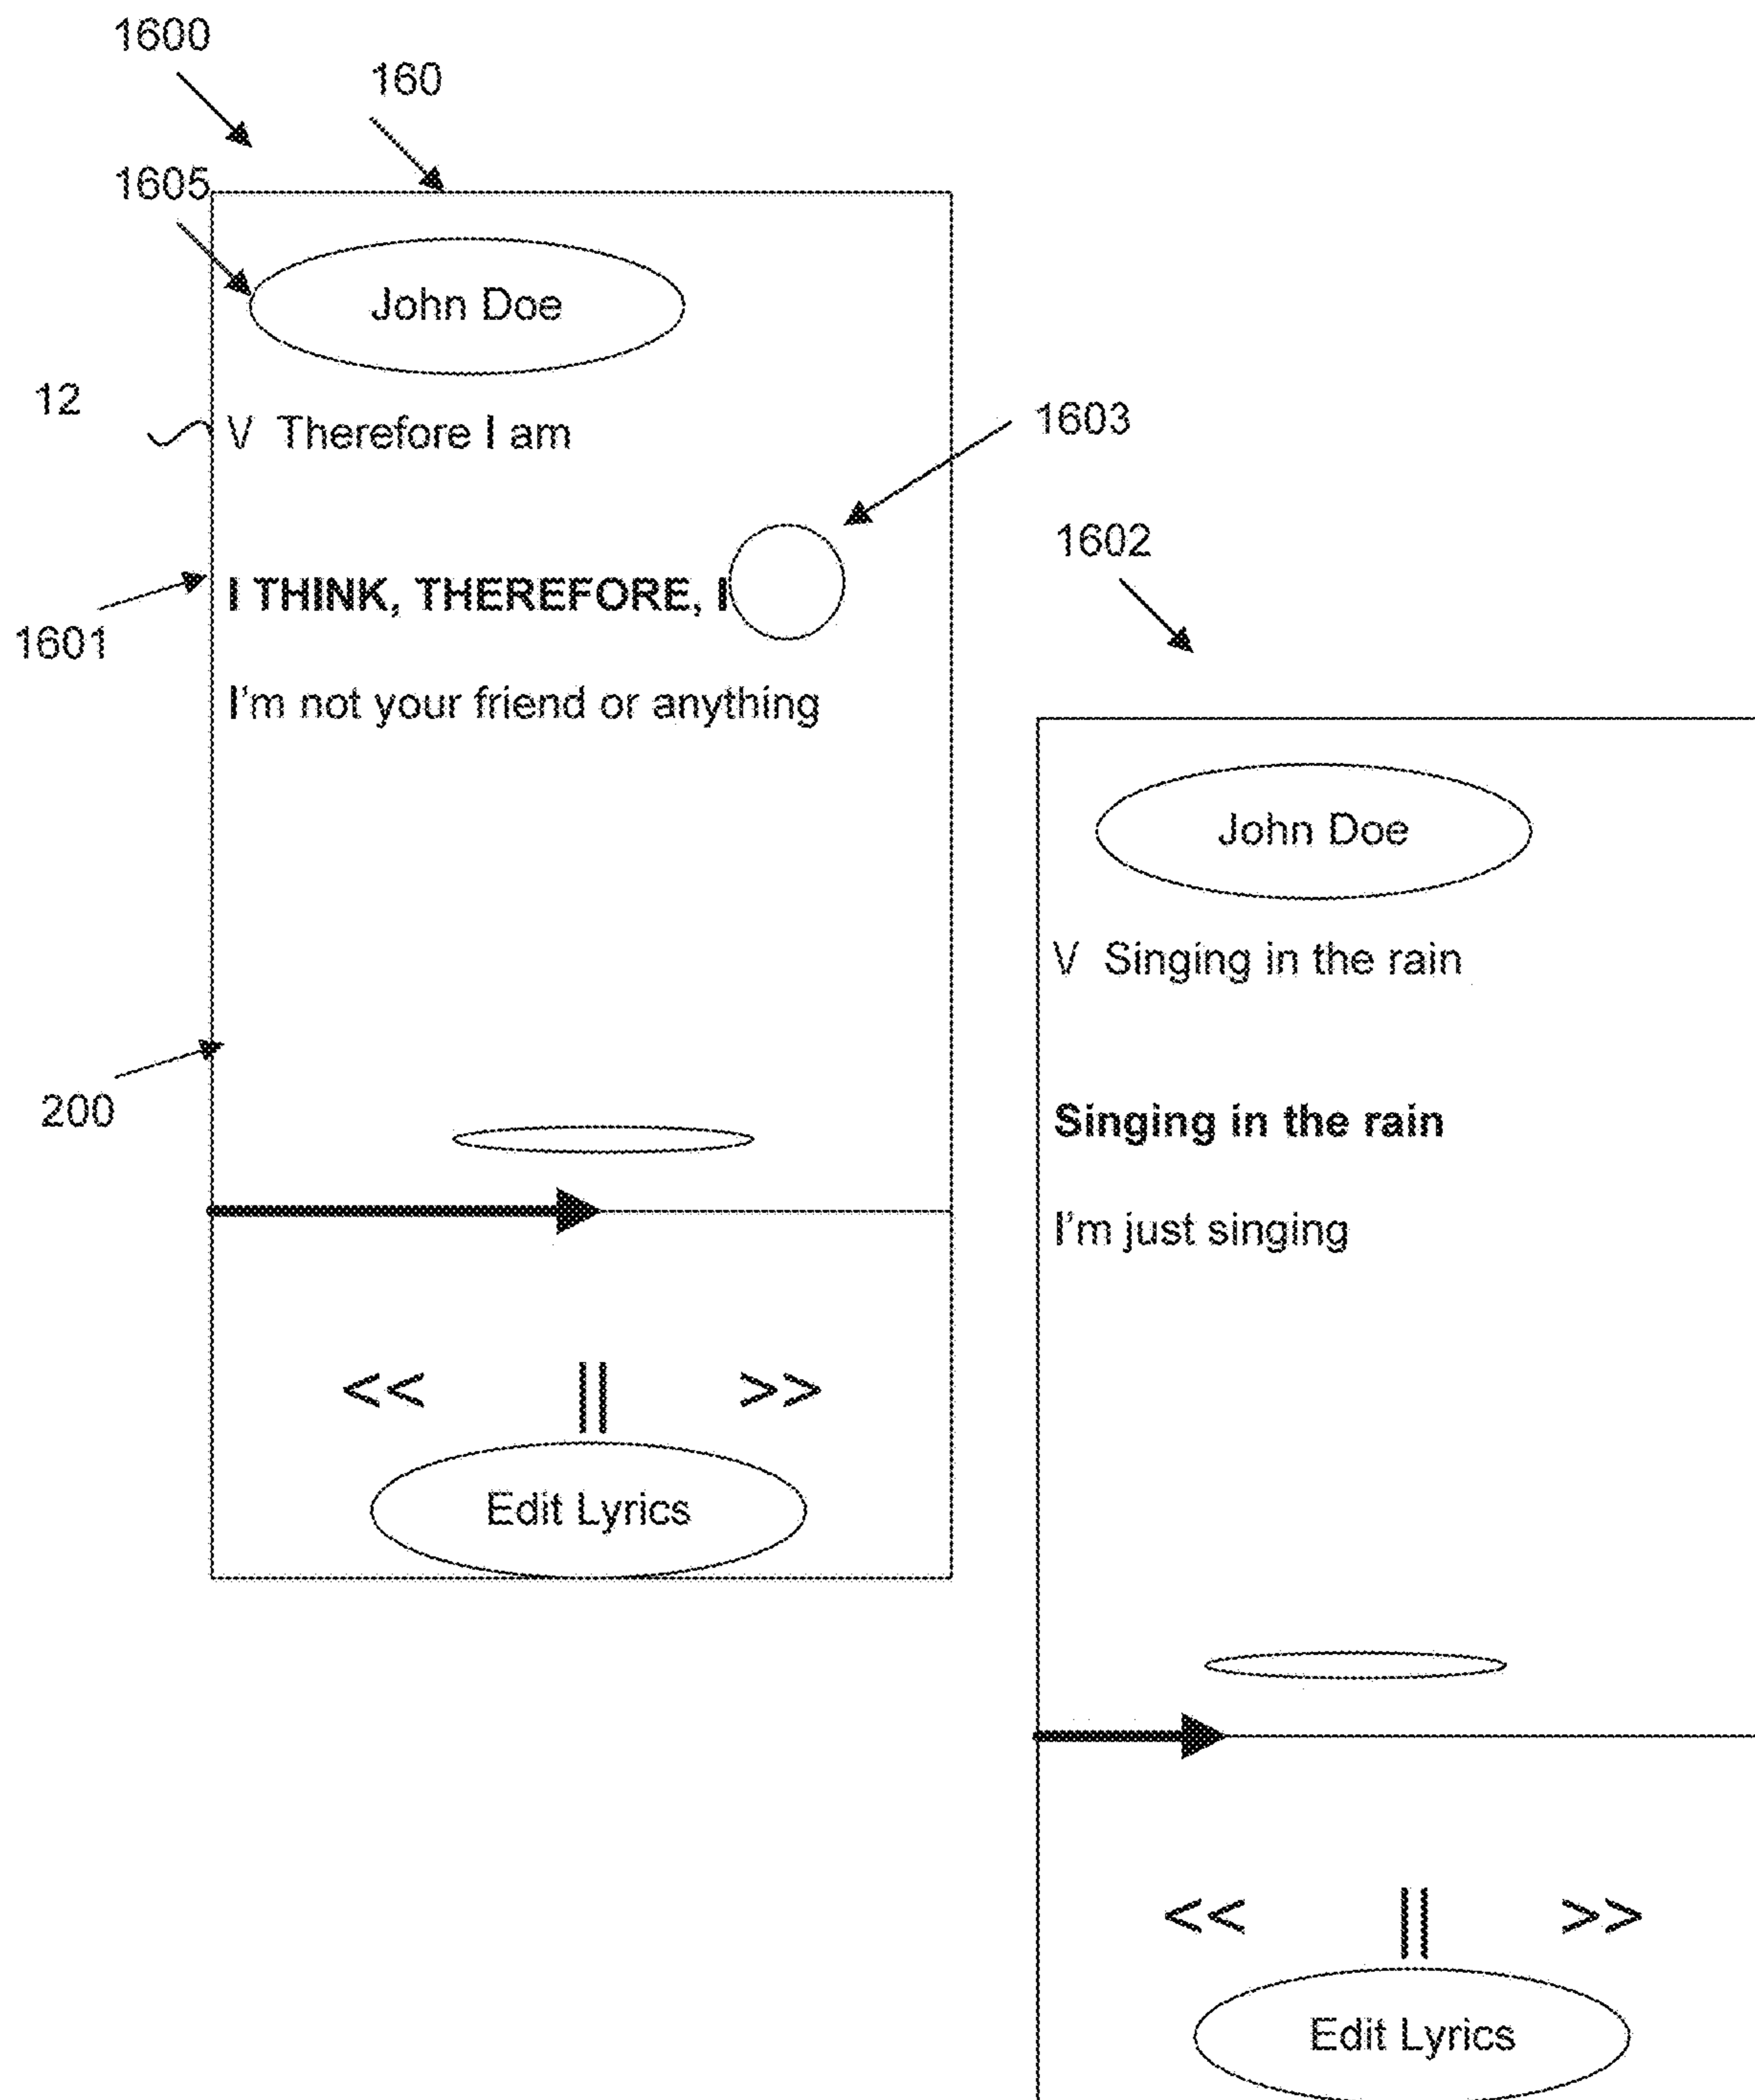 1600
160
1605
John Doe
12
V Therefore I am
1603
I THINK, THEREFORE, I
1601
I'm not your friend or anything
200
<< || >>
Edit Lyrics
1602
John Doe
V Singing in the rain
Singing in the rain
I'm just singing
<< || >>
Edit Lyrics